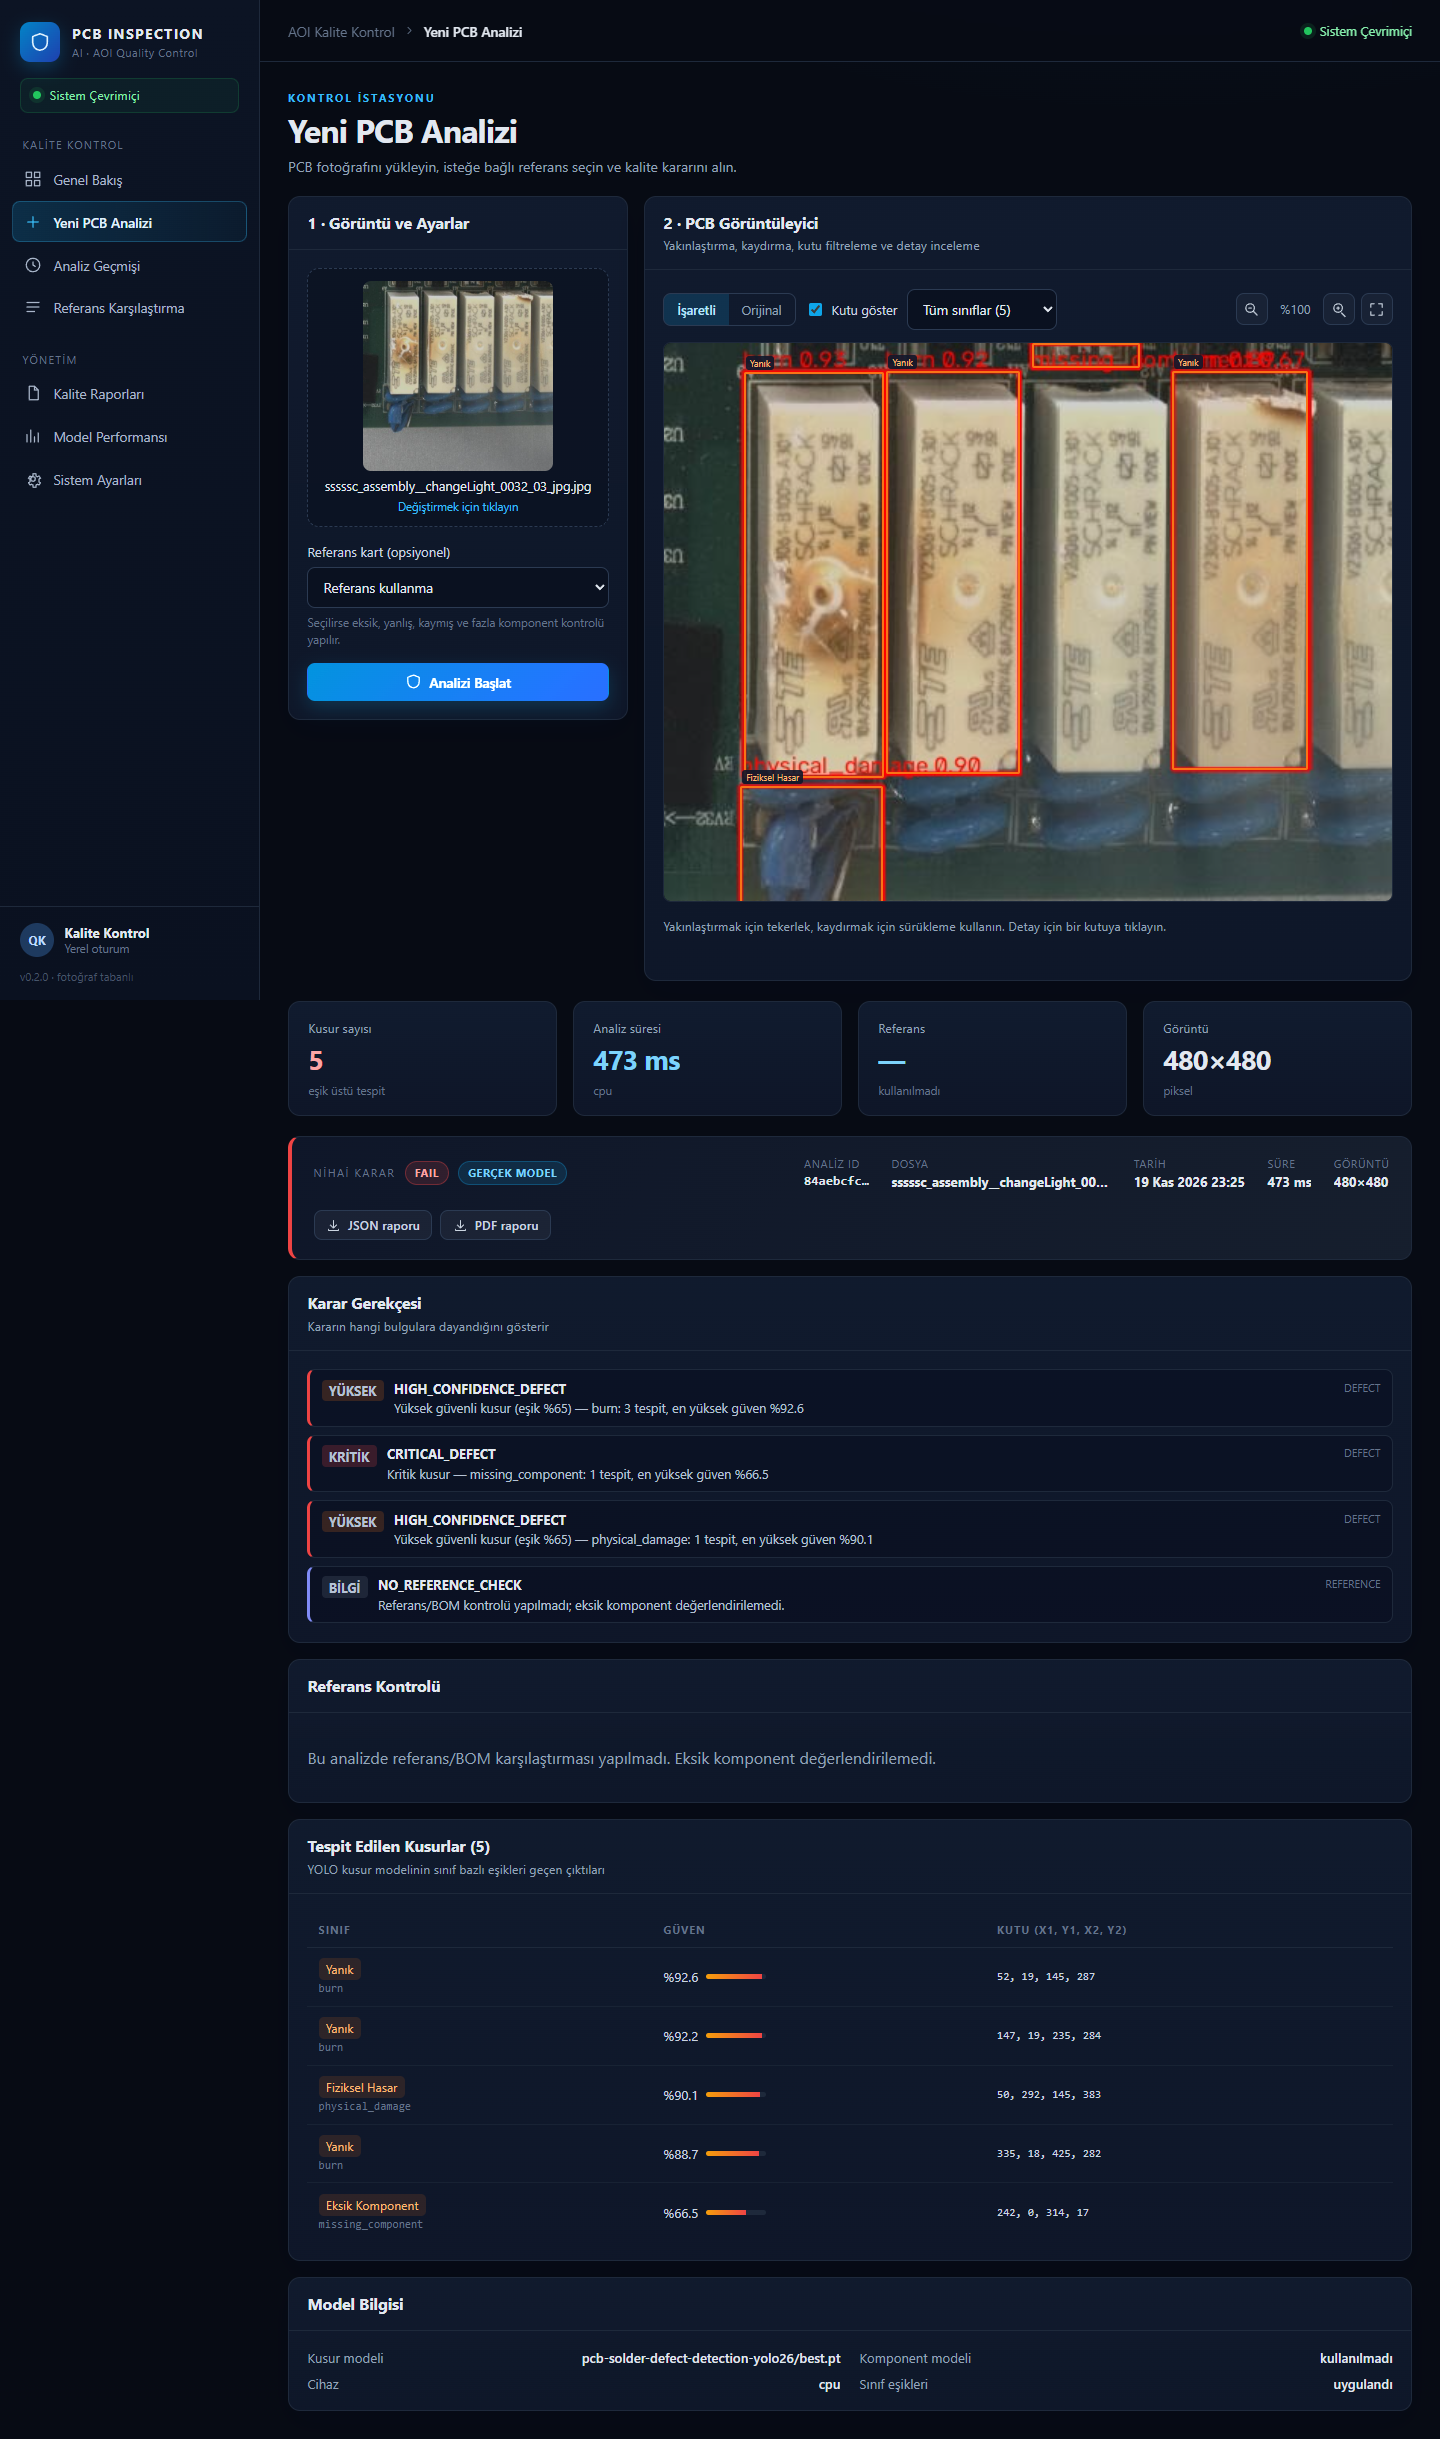 PCB INSPECTION
AI · AOI Quality Control
Sistem Çevrimiçi
KALİTE KONTROL
Genel Bakış
Yeni PCB Analizi
Analiz Geçmişi
Referans Karşılaştırma
YÖNETİM
Kalite Raporları
Model Performansı
Sistem Ayarları
QK
Kalite Kontrol
Yerel oturum
v0.2.0 · fotoğraf tabanlı
AOI Kalite Kontrol > Yeni PCB Analizi
Sistem Çevrimiçi
KONTROL İSTASYONU
Yeni PCB Analizi
PCB fotoğrafını yükleyin, isteğe bağlı referans seçin ve kalite kararını alın.
1 · Görüntü ve Ayarlar
ssssssc_assembly__changeLight_0032_03_jpg.jpg
Değiştirmek için tıklayın
Referans kart (opsiyonel)
Referans kullanma
Seçilirse eksik, yanlış, kaymış ve fazla komponent kontrolü
yapılır.
Analizi Başlat
2 · PCB Görüntüleyici
Yakınlaştırma, kaydırma, kutu filtreleme ve detay inceleme
İşaretli
Orijinal
Kutu göster
Tüm sınıflar (5)
%100
Yanık
0.93
Yanık
0.92
Yanık
SCHRACK
SCHRACK
SCHRACK
SCHRACK
physical_damage 0.90
Fiziksel Hasar
Yakınlaştırmak için tekerlek, kaydırmak için sürükleme kullanın. Detay için bir kutuya tıklayın.
Kusur sayısı
5
eşik üstü tespit
Analiz süresi
473 ms
cpu
Referans
—
kullanılmadı
Görüntü
480×480
piksel
NİHAİ KARAR
FAIL
GERÇEK MODEL
ANALİZ ID
84aebcfc…
DOSYA
ssssssc_assembly__changeLight_00…
TARİH
19 Kas 2026 23:25
SÜRE
473 ms
GÖRÜNTÜ
480×480
JSON raporu
PDF raporu
Karar Gerekçesi
Kararın hangi bulgulara dayandığını gösterir
YÜKSEK
HIGH_CONFIDENCE_DEFECT
DEFECT
Yüksek güvenli kusur (eşik %65) — burn: 3 tespit, en yüksek güven %92.6
KRİTİK
CRITICAL_DEFECT
DEFECT
Kritik kusur — missing_component: 1 tespit, en yüksek güven %66.5
YÜKSEK
HIGH_CONFIDENCE_DEFECT
DEFECT
Yüksek güvenli kusur (eşik %65) — physical_damage: 1 tespit, en yüksek güven %90.1
BİLGİ
NO_REFERENCE_CHECK
REFERENCE
Referans/BOM kontrolü yapılmadı; eksik komponent değerlendirilemedi.
Referans Kontrolü
Bu analizde referans/BOM karşılaştırması yapılmadı. Eksik komponent değerlendirilemedi.
Tespit Edilen Kusurlar (5)
YOLO kusur modelinin sınıf bazlı eşikleri geçen çıktıları
SINIF
GÜVEN
KUTU (X1, Y1, X2, Y2)
Yanık
burn
%92.6
52, 19, 145, 287
Yanık
burn
%92.2
147, 19, 235, 284
Fiziksel Hasar
physical_damage
%90.1
50, 292, 145, 383
Yanık
burn
%88.7
335, 18, 425, 282
Eksik Komponent
missing_component
%66.5
242, 0, 314, 17
Model Bilgisi
Kusur modeli
pcb-solder-defect-detection-yolo26/best.pt
Komponent modeli
kullanılmadı
Cihaz
cpu
Sınıf eşikleri
uygulandı